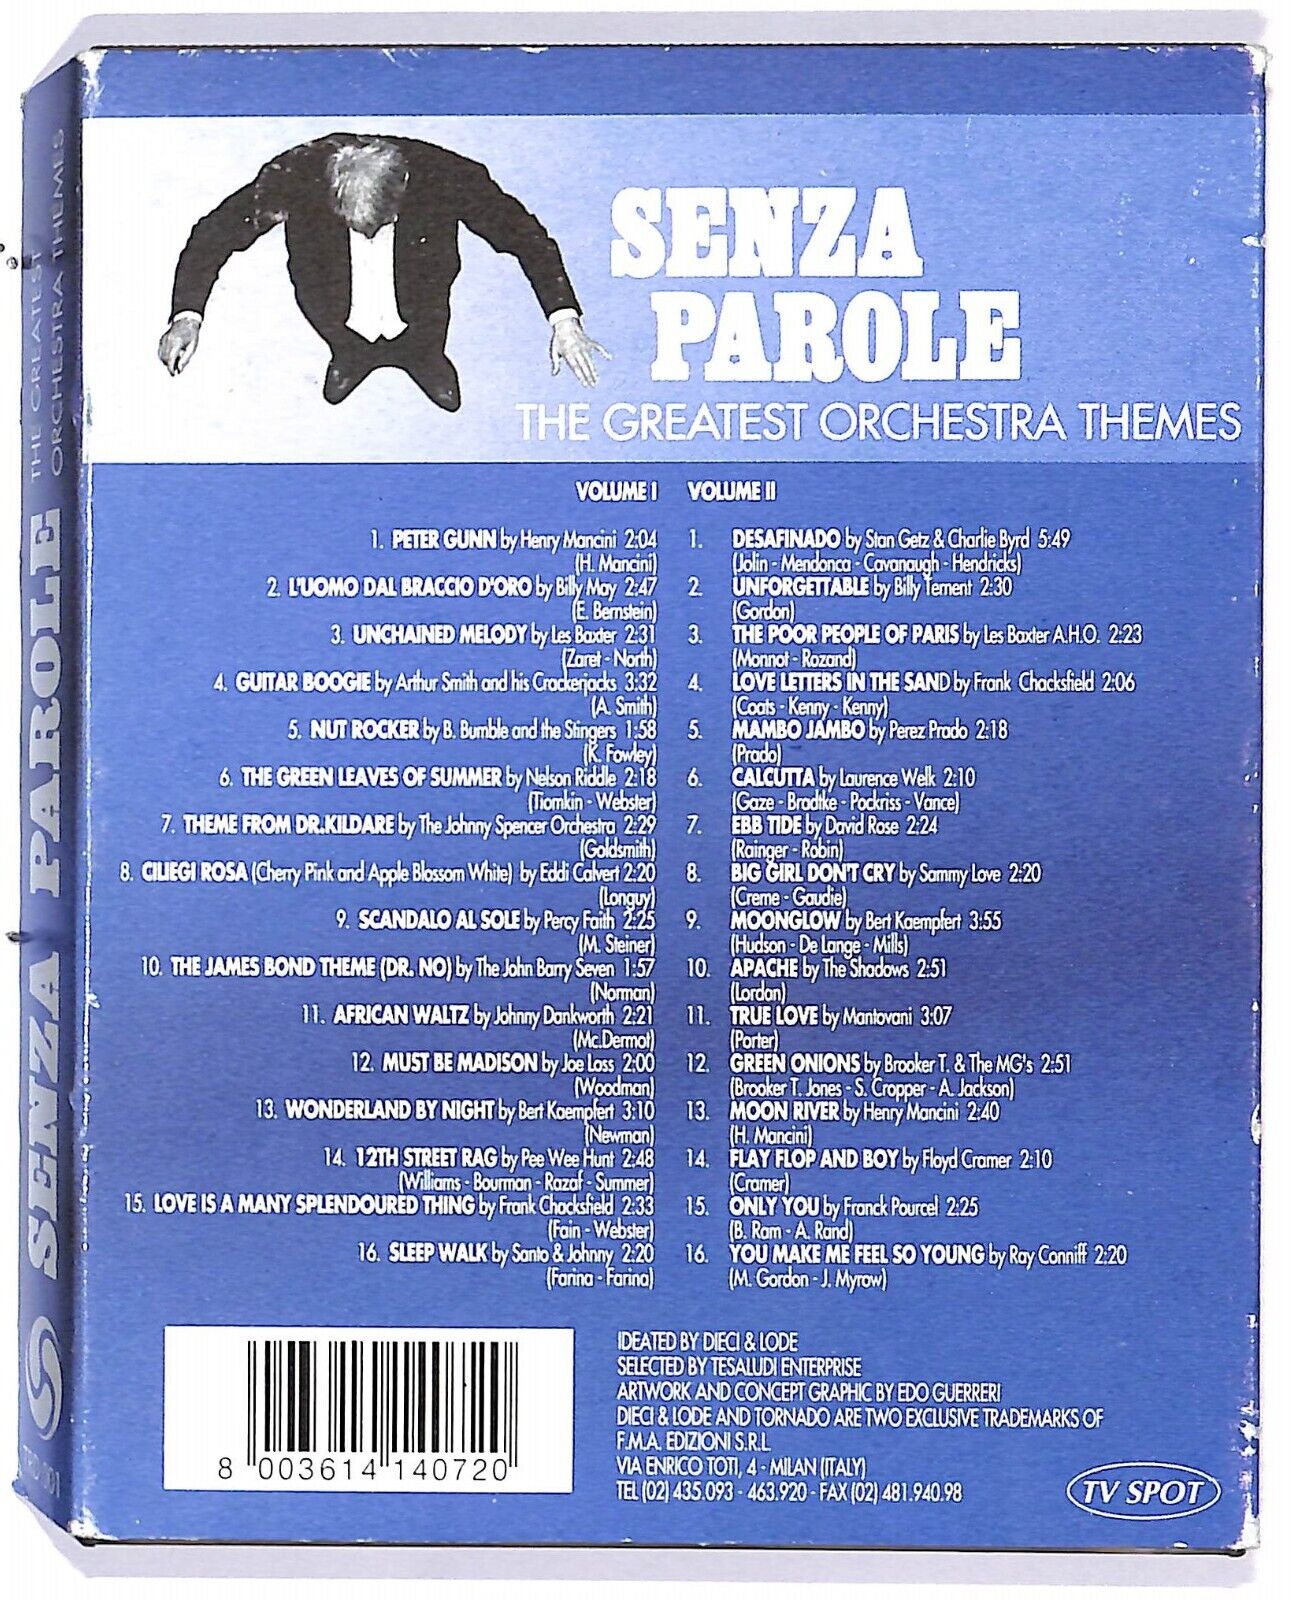 SENZA PAROLE THE GREATEST
ORCHESTRA THEMES
SENZA
PAROLE
THE GREATEST ORCHESTRA THEMES
VOLUME I
1. PETER GUNN by Henry Mancini 2:04
(H. Mancini)
2. L'UOMO DAL BRACCIO D'ORO by Billy May 2:47
(E. Bernstein)
3. UNCHAINED MELODY by Les Baxter 2:31
(Zaret - North)
4. GUITAR BOOGIE by Arthur Smith and his Crackerjacks 3:32
(A. Smith)
5. NUT ROCKER by B. Bumble and the Stingers 1:58
(K. Fowley)
6. THE GREEN LEAVES OF SUMMER by Nelson Riddle 2:18
(Tiomkin - Webster)
7. THEME FROM DR.KILDARE by The Johnny Spencer Orchestra 2:29
(Goldsmith)
8. CILIEGI ROSA (Cherry Pink and Apple Blossom White) by Eddi Calvert 2:20
(Longuy)
9. SCANDALO AL SOLE by Percy Faith 2:25
(M. Steiner)
10. THE JAMES BOND THEME (DR. NO) by The John Barry Seven 1:57
(Norman)
11. AFRICAN WALTZ by Johnny Dankworth 2:21
(Mc.Dermot)
12. MUST BE MADISON by Joe Loss 2:00
(Woodman)
13. WONDERLAND BY NIGHT by Bert Kaempfert 3:10
(Newman)
14. 12TH STREET RAG by Pee Wee Hunt 2:48
(Williams - Bourman - Razaf - Summer)
15. LOVE IS A MANY SPLENDOURED THING by Frank Chacksfield 2:33
(Fain - Webster)
16. SLEEP WALK by Santo & Johnny 2:20
(Farina - Farina)
VOLUME II
1. DESAFINADO by Stan Getz & Charlie Byrd 5:49
(Jolin - Mendonca - Cavanaugh - Hendricks)
2. UNFORGETTABLE by Billy Tement 2:30
(Gordon)
3. THE POOR PEOPLE OF PARIS by Les Baxter A.H.O. 2:23
(Monnot - Rozand)
4. LOVE LETTERS IN THE SAND by Frank Chacksfield 2:06
(Coats - Kenny - Kenny)
5. MAMBO JAMBO by Perez Prado 2:18
(Prado)
6. CALCUTTA by Laurence Welk 2:10
(Gaze - Bradtke - Pockriss - Vance)
7. EBB TIDE by David Rose 2:24
(Rainger - Robin)
8. BIG GIRL DON'T CRY by Sammy Love 2:20
(Creme - Gaudie)
9. MOONGLOW by Bert Kaempfert 3:55
(Hudson - De Lange - Mills)
10. APACHE by The Shadows 2:51
(Lordan)
11. TRUE LOVE by Mantovani 3:07
(Porter)
12. GREEN ONIONS by Brooker T. & The MG's 2:51
(Brooker T. Jones - S. Cropper - A. Jackson)
13. MOON RIVER by Henry Mancini 2:40
(H. Mancini)
14. FLAY FLOP AND BOY by Floyd Cramer 2:10
(Cramer)
15. ONLY YOU by Franck Pourcel 2:25
(B. Ram - A. Rand)
16. YOU MAKE ME FEEL SO YOUNG by Ray Conniff 2:20
(M. Gordon - J. Myrow)
8 003614 140720
IDEATED BY DIECI & LODE
SELECTED BY TESALUDI ENTERPRISE
ARTWORK AND CONCEPT GRAPHIC BY EDO GUERRERI
DIECI & LODE AND TORNADO ARE TWO EXCLUSIVE TRADEMARKS OF
F.M.A. EDIZIONI S.R.L
VIA ENRICO TOTI, 4 - MILAN (ITALY)
TEL (02) 435.093 - 463.920 - FAX (02) 481.940.98
TV SPOT